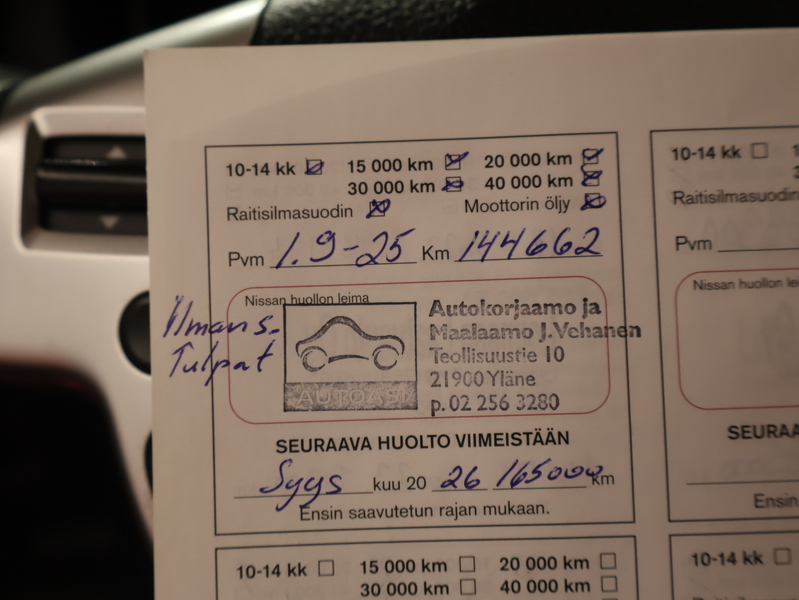 10-14 kk ☑ 15 000 km ☑ 20 000 km ☑
30 000 km ☑ 40 000 km ☑
Raitisilmasuodin ☑ Moottorin öljy ☑
Pvm 1.9-25 Km 144662
Nissan huollon leima
Ilmans.
Tulpat
AUTOASI
Autokorjaamo ja
Maalaamo J.Vehanen
Teollisuustie 10
21900 Yläne
p. 02 256 3280
SEURAAVA HUOLTO VIIMEISTÄÄN
Syys kuu 20 26 165000 km
Ensin saavutetun rajan mukaan.
10-14 kk ☐ 15 000 km ☐ 20 000 km ☐
30 000 km ☐ 40 000 km ☐
10-14 kk ☐
Raitisilmasuodin
Pvm
Nissan huollon lei
SEURAA
Ensin
10-14 kk ☐